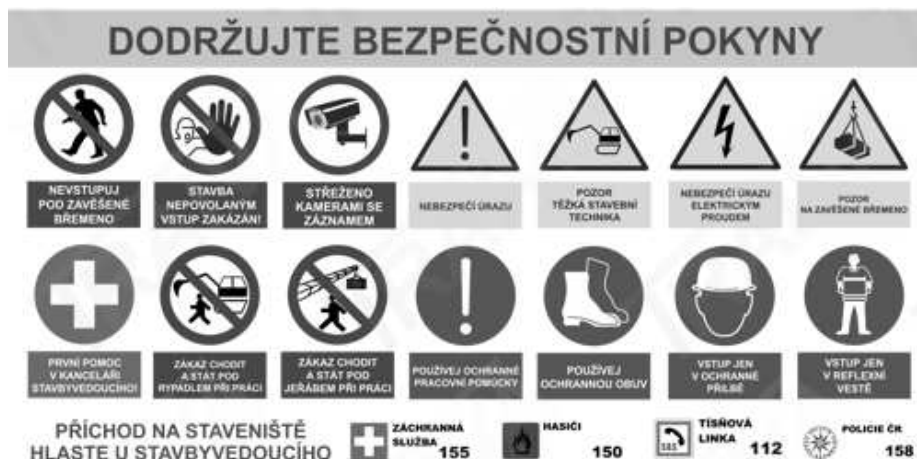 DODRŽUJTE BEZPEČNOSTNÍ POKYNY
NEVSTUPUJ
POD ZAVĚŠENÉ
BŘEMENO
STAVBA
NEPOVOLANÝM
VSTUP ZAKÁZÁN!
STŘEŽENO
KAMERAMI SE
ZÁZNAMEM
NEBEZPEČÍ ÚRAZU
POZOR
TĚŽKÁ STAVEBNÍ
TECHNIKA
NEBEZPEČÍ ÚRAZU
ELEKTRICKÝM
PROUDEM
POZOR
NA ZAVĚŠENÉ BŘEMENO
PRVNÍ POMOC
V KANCELÁŘI
STAVBYVEDOUCÍHO!
ZÁKAZ CHODIT
A STÁT POD
RYPADLEM PŘI PRÁCI
ZÁKAZ CHODIT
A STÁT POD
JEŘÁBEM PŘI PRÁCI
POUŽÍVEJ OCHRANNÉ
PRACOVNÍ POMŮCKY
POUŽÍVEJ
OCHRANNOU OBUV
VSTUP JEN
V OCHRANNÉ
PŘILBĚ
VSTUP JEN
V REFLEXNÍ
VESTĚ
PŘÍCHOD NA STAVENIŠTĚ
HLASTE U STAVBYVEDOUCÍHO
ZÁCHRANNÁ
SLUŽBA 155
HASIČI
150
SOS
TÍSŇOVÁ
LINKA 112
POLICIE ČR
158